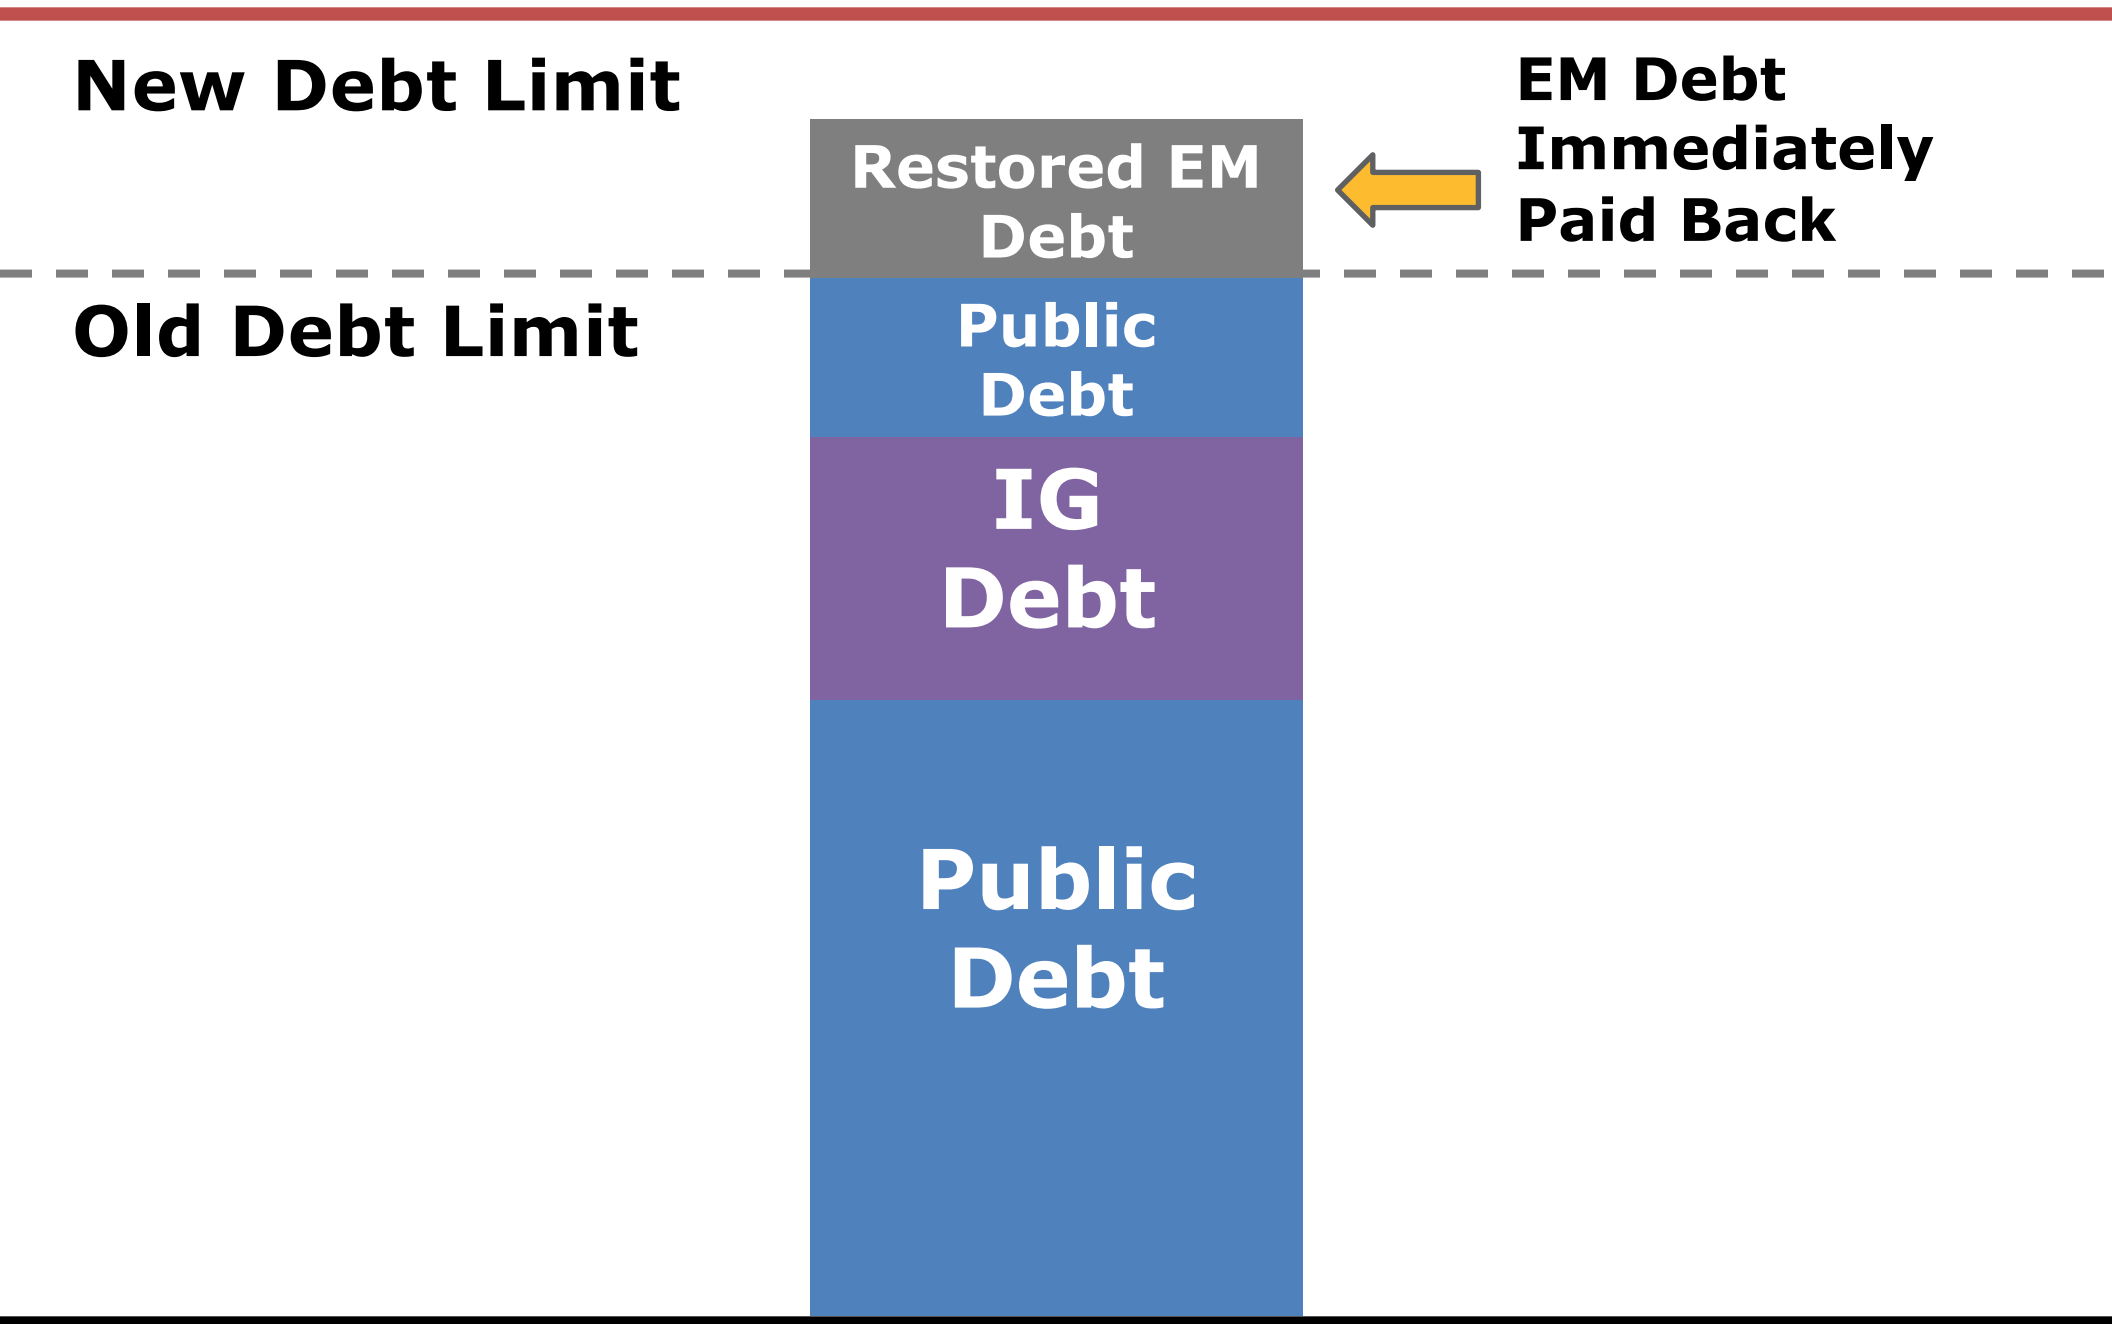 New Debt Limit
EM Debt
Immediately
Paid Back
Restored EM
Debt
Old Debt Limit
Public
Debt
IG
Debt
Public
Debt